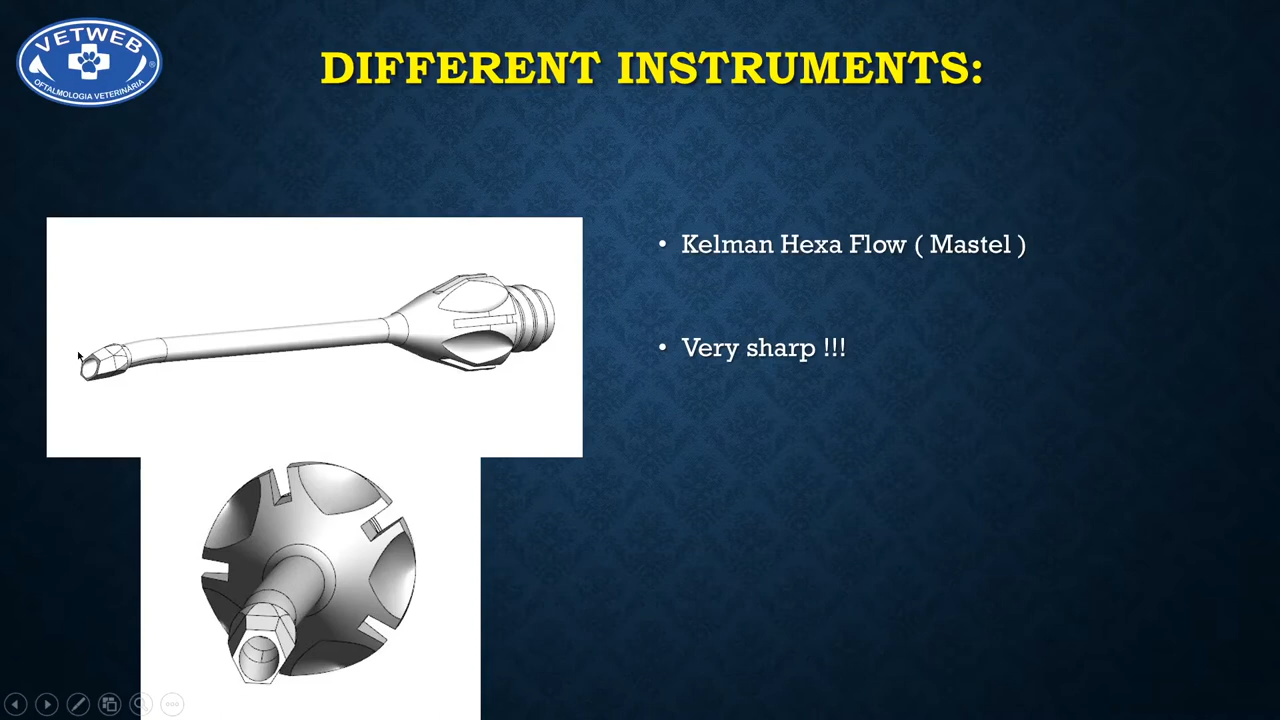 VETWEB
®
OFTALMOLOGIA VETERINÁRIA
DIFFERENT INSTRUMENTS:
• Kelman Hexa Flow ( Mastel )
• Very sharp !!!